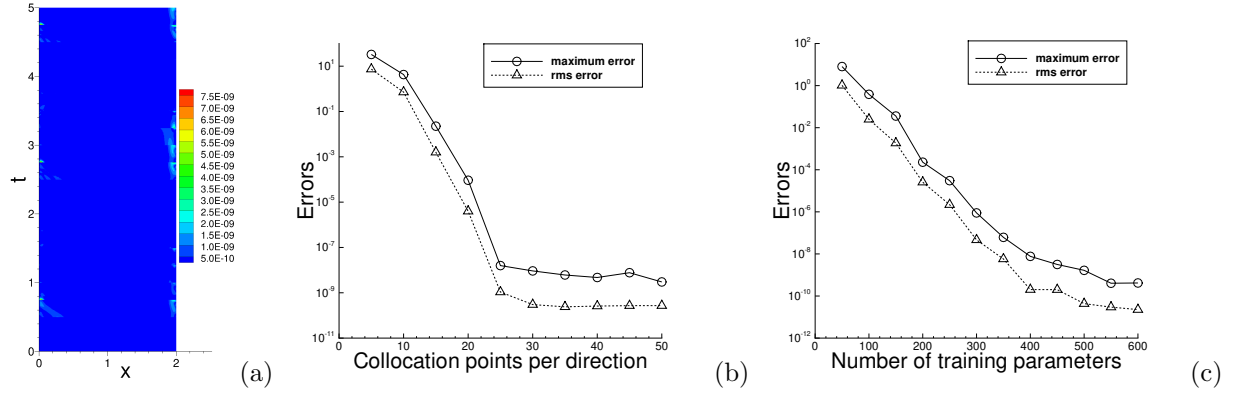 5
4
3
2
1
0
t
0
1
2
x
7.5E-09
7.0E-09
6.5E-09
6.0E-09
5.5E-09
5.0E-09
4.5E-09
4.0E-09
3.5E-09
3.0E-09
2.5E-09
2.0E-09
1.5E-09
1.0E-09
5.0E-10
(a)
Errors
10^1
10^-1
10^-3
10^-5
10^-7
10^-9
10^-11
maximum error
rms error
0 10 20 30 40 50
Collocation points per direction
(b)
Errors
10^2
10^0
10^-2
10^-4
10^-6
10^-8
10^-10
10^-12
maximum error
rms error
0 100 200 300 400 500 600
Number of training parameters
(c)